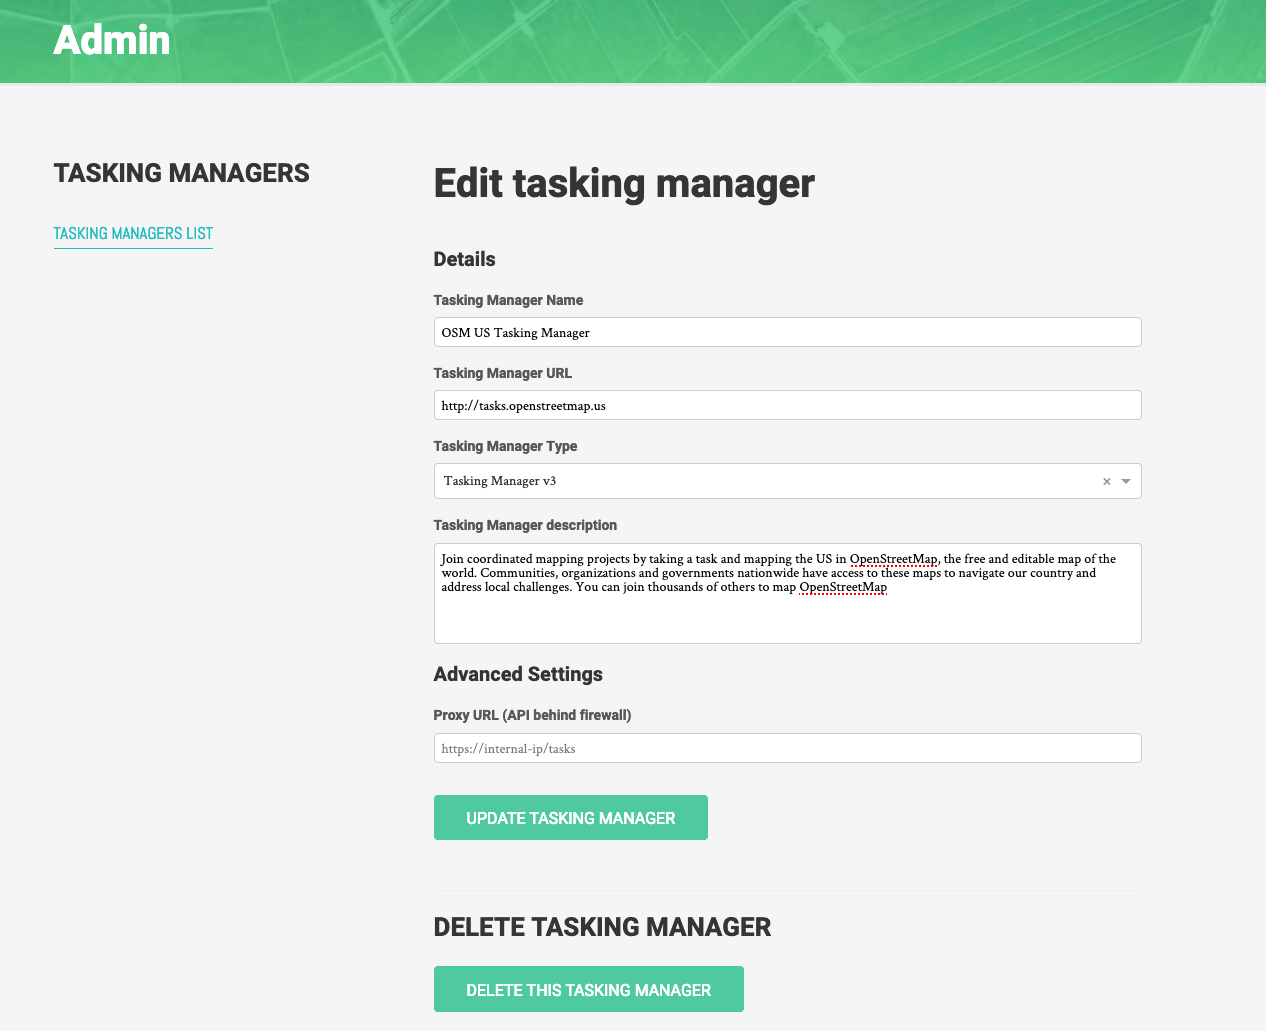 Admin
TASKING MANAGERS
TASKING MANAGERS LIST
Edit tasking manager
Details
Tasking Manager Name
OSM US Tasking Manager
Tasking Manager URL
http://tasks.openstreetmap.us
Tasking Manager Type
Tasking Manager v3 ×
Tasking Manager description
Join coordinated mapping projects by taking a task and mapping the US in OpenStreetMap, the free and editable map of the
world. Communities, organizations and governments nationwide have access to these maps to navigate our country and
address local challenges. You can join thousands of others to map OpenStreetMap
Advanced Settings
Proxy URL (API behind firewall)
https://internal-ip/tasks
UPDATE TASKING MANAGER
DELETE TASKING MANAGER
DELETE THIS TASKING MANAGER